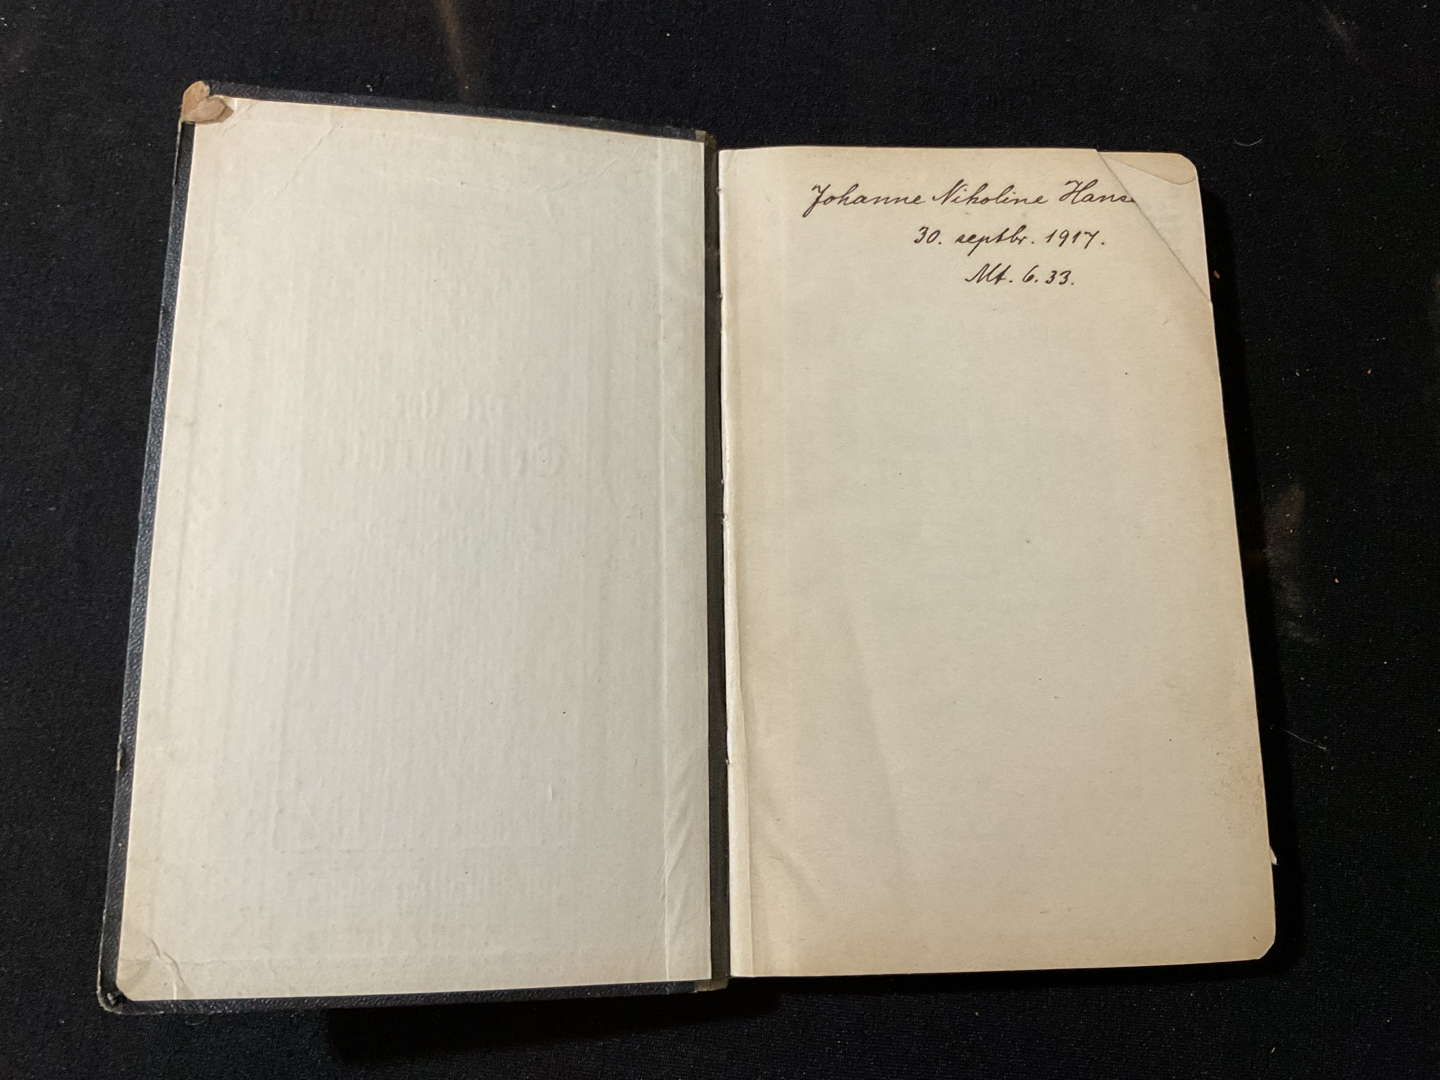 Johanne Nikoline Hans
30. septbr. 1917.
Mt. 6. 33.